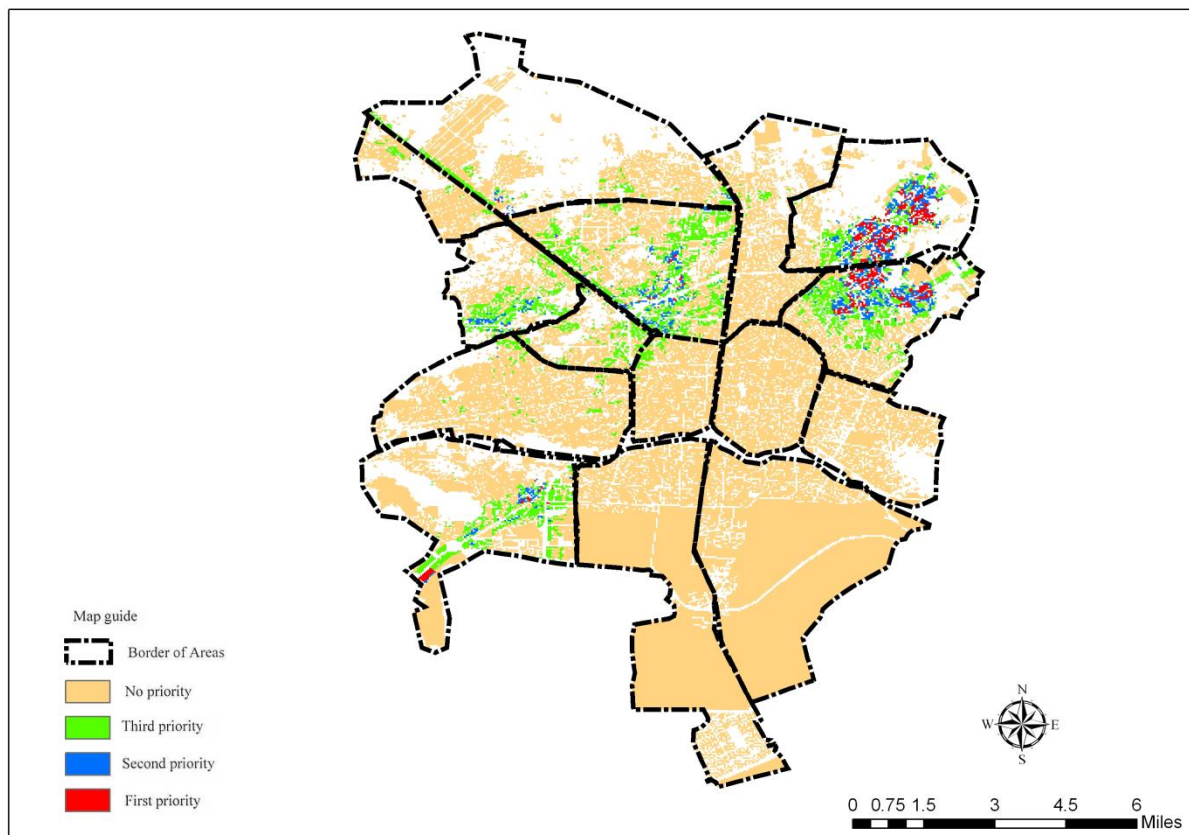 Map guide
Border of Areas
No priority
Third priority
Second priority
First priority
N
W E
S
0 0.75 1.5 3 4.5 6
Miles